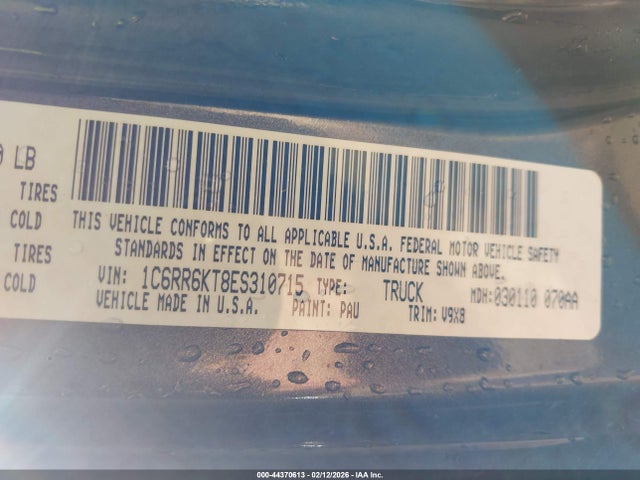 0 LB
TIRES
COLD
TIRES
COLD
THIS VEHICLE CONFORMS TO ALL APPLICABLE U.S.A. FEDERAL MOTOR VEHICLE SAFETY
STANDARDS IN EFFECT ON THE DATE OF MANUFACTURE SHOWN ABOVE.
VIN: 1C6RR6KT8ES310715 TYPE: TRUCK MDH: 030110 070AA
VEHICLE MADE IN U.S.A. PAINT: PAU TRIM: V9X8
000-44370613 - 02/12/2026 - IAA Inc.